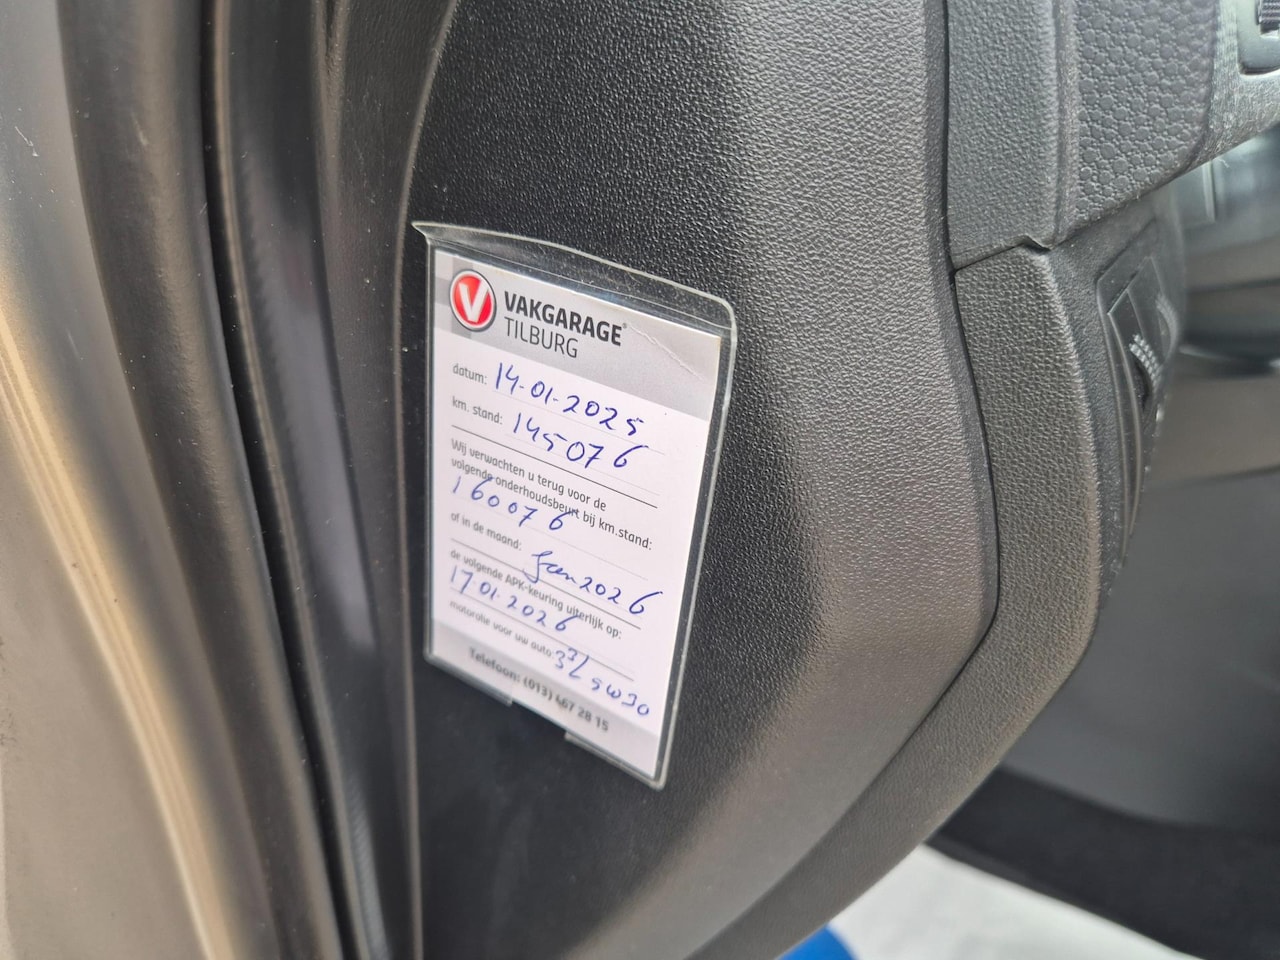 V VAKGARAGE
TILBURG
datum: 14-01-2025
km. stand: 145076
Wij verwachten u terug voor de
volgende onderhoudsbeurt bij km.stand:
160076
of in de maand: Jan 2026
de volgende APK-keuring uiterlijk op:
17-01-2026
motorolie voor uw auto: 5W30
Telefoon: (013) 467 28 15